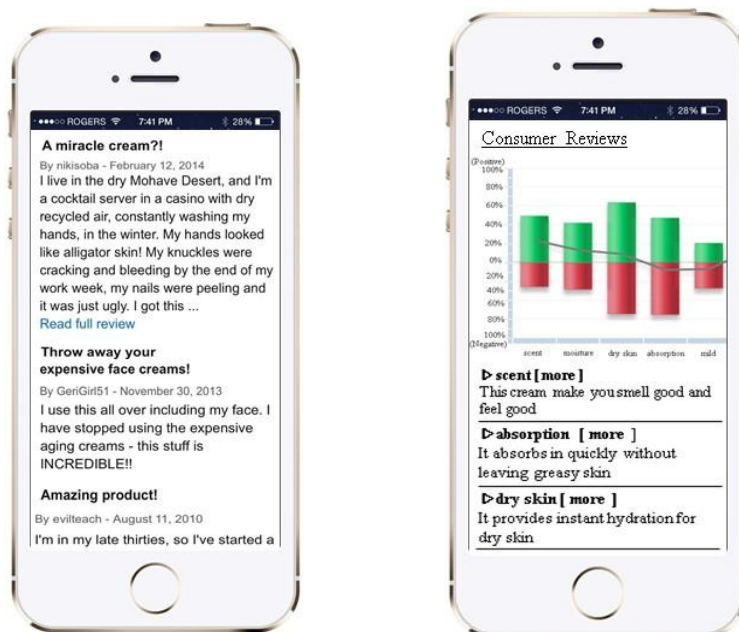 ROGERS 7:41 PM 28%
A miracle cream?!
By nikisoba - February 12, 2014
I live in the dry Mohave Desert, and I'm
a cocktail server in a casino with dry
recycled air, constantly washing my
hands, in the winter. My hands looked
like alligator skin! My knuckles were
cracking and bleeding by the end of my
work week, my nails were peeling and
it was just ugly. I got this ...
Read full review
Throw away your
expensive face creams!
By GeriGirl51 - November 30, 2013
I use this all over including my face. I
have stopped using the expensive
aging creams - this stuff is
INCREDIBLE!!
Amazing product!
By evilteach - August 11, 2010
I'm in my late thirties, so I've started a
ROGERS 7:41 PM 28%
Consumer Reviews
(Positive)
100%
80%
60%
40%
20%
0%
20%
40%
60%
80%
100%
(Negative)
scent moisture dry skin absorption mild
scent [more]
This cream make you smell good and
feel good
absorption [ more ]
It absorbs in quickly without
leaving greasy skin
dry skin [ more ]
It provides instant hydration for
dry skin